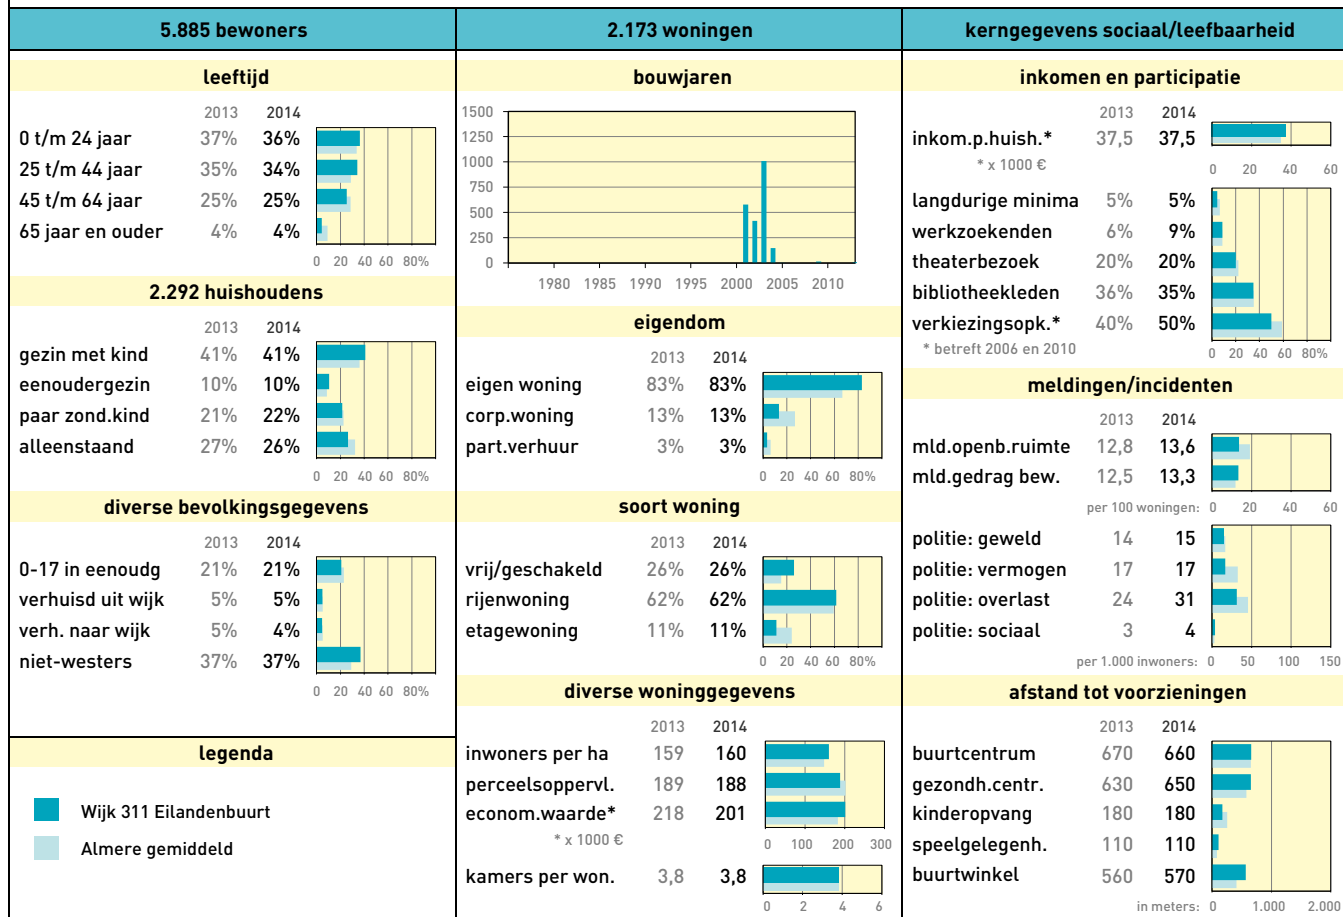 5.885 bewoners
leeftijd
2013 2014
0 t/m 24 jaar 37% 36%
25 t/m 44 jaar 35% 34%
45 t/m 64 jaar 25% 25%
65 jaar en ouder 4% 4%
0 20 40 60 80%
2.292 huishoudens
2013 2014
gezin met kind 41% 41%
eenoudergezin 10% 10%
paar zond.kind 21% 22%
alleenstaand 27% 26%
0 20 40 60 80%
diverse bevolkingsgegevens
2013 2014
0-17 in eenoudg 21% 21%
verhuisd uit wijk 5% 5%
verh. naar wijk 5% 4%
niet-westers 37% 37%
0 20 40 60 80%
legenda
Wijk 311 Eilandenbuurt
Almere gemiddeld
2.173 woningen
bouwjaren
1500
1250
1000
750
500
250
0
1980 1985 1990 1995 2000 2005 2010
eigendom
2013 2014
eigen woning 83% 83%
corp.woning 13% 13%
part.verhuur 3% 3%
0 20 40 60 80%
soort woning
2013 2014
vrij/geschakeld 26% 26%
rijenwoning 62% 62%
etagewoning 11% 11%
0 20 40 60 80%
diverse woninggegevens
2013 2014
inwoners per ha 159 160
perceelsoppervl. 189 188
econom.waarde* 218 201
* x 1000 € 0 100 200 300
kamers per won. 3,8 3,8
0 2 4 6
kerngegevens sociaal/leefbaarheid
inkomen en participatie
2013 2014
inkom.p.huish.* 37,5 37,5
* x 1000 € 0 20 40 60
langdurige minima 5% 5%
werkzoekenden 6% 9%
theaterbezoek 20% 20%
bibliotheekleden 36% 35%
verkiezingsopk.* 40% 50%
* betreft 2006 en 2010 0 20 40 60 80%
meldingen/incidenten
2013 2014
mld.openb.ruimte 12,8 13,6
mld.gedrag bew. 12,5 13,3
per 100 woningen: 0 20 40 60
politie: geweld 14 15
politie: vermogen 17 17
politie: overlast 24 31
politie: sociaal 3 4
per 1.000 inwoners: 0 50 100 150
afstand tot voorzieningen
2013 2014
buurtcentrum 670 660
gezondh.centr. 630 650
kinderopvang 180 180
speelgelegenh. 110 110
buurtwinkel 560 570
in meters: 0 1.000 2.000